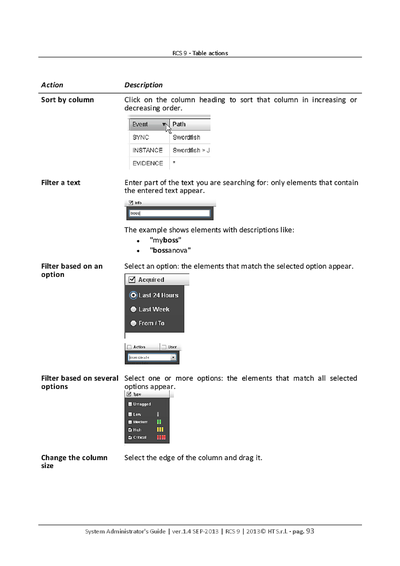 RCS 9 - Table actions
Action Description
Sort by column Click on the column heading to sort that column in increasing or
decreasing order.
Event Path
SYNC Swordfish
INSTANCE Swordfish
EVIDENCE *
Filter a text Enter part of the text you are searching for: only elements that contain
the entered text appear.
Info
boss
The example shows elements with descriptions like:
• "myboss"
• "bossanova"
Filter based on an Select an option: the elements that match the selected option appear.
option
Acquired
Last 24 Hours
Last Week
From / To
Action User
Filter based on several Select one or more options: the elements that match all selected
options options appear.
Type
Untagged
Low
Medium
High
Critical
Change the column Select the edge of the column and drag it.
size
System Administrator's Guide | ver.1.4 SEP-2013 | RCS 9 | 2013© HT S.r.l. - pag. 93